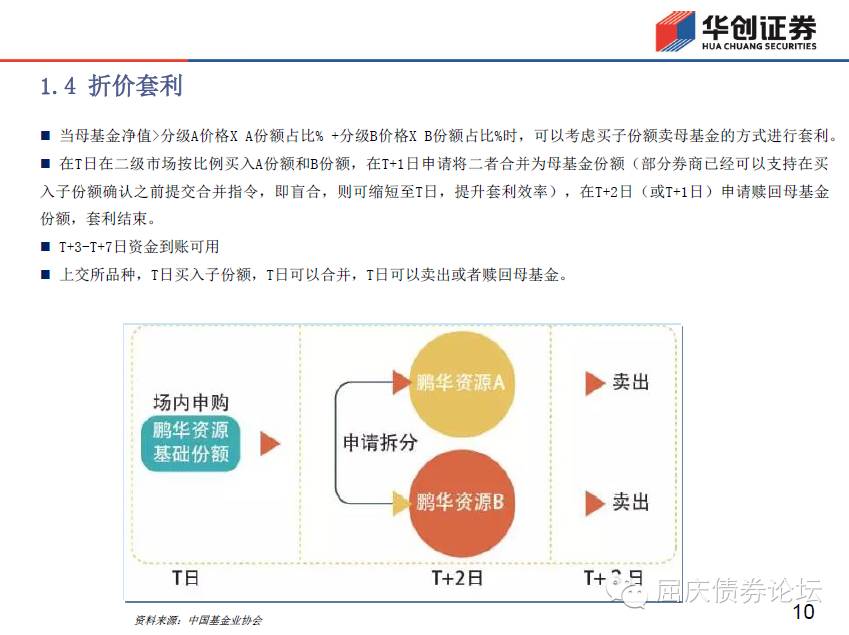 华创证券
HUA CHUANG SECURITIES
1.4 折价套利
■ 当母基金净值>分级A价格X A份额占比% +分级B价格X B份额占比%时，可以考虑买子份额卖母基金的方式进行套利。
■ 在T日在二级市场按比例买入A份额和B份额，在T+1日申请将二者合并为母基金份额（部分券商已经可以支持在买
入子份额确认之前提交合并指令，即盲合，则可缩短至T日，提升套利效率），在T+2日（或T+1日）申请赎回母基金
份额，套利结束。
■ T+3-T+7日资金到账可用
■ 上交所品种，T日买入子份额，T日可以合并，T日可以卖出或者赎回母基金。
场内申购
鹏华资源
基础份额
申请拆分
鹏华资源A
鹏华资源B
卖出
卖出
T日
T+2日
T+ 日
屈庆债券论坛
10
资料来源：中国基金业协会